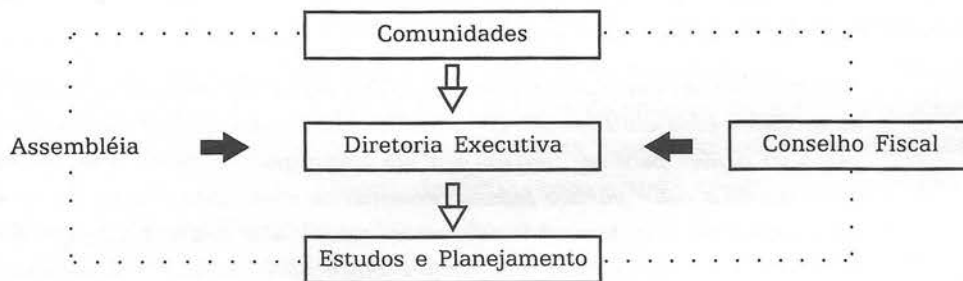 Comunidades
Assembléia
Diretoria Executiva
Conselho Fiscal
Estudos e Planejamento